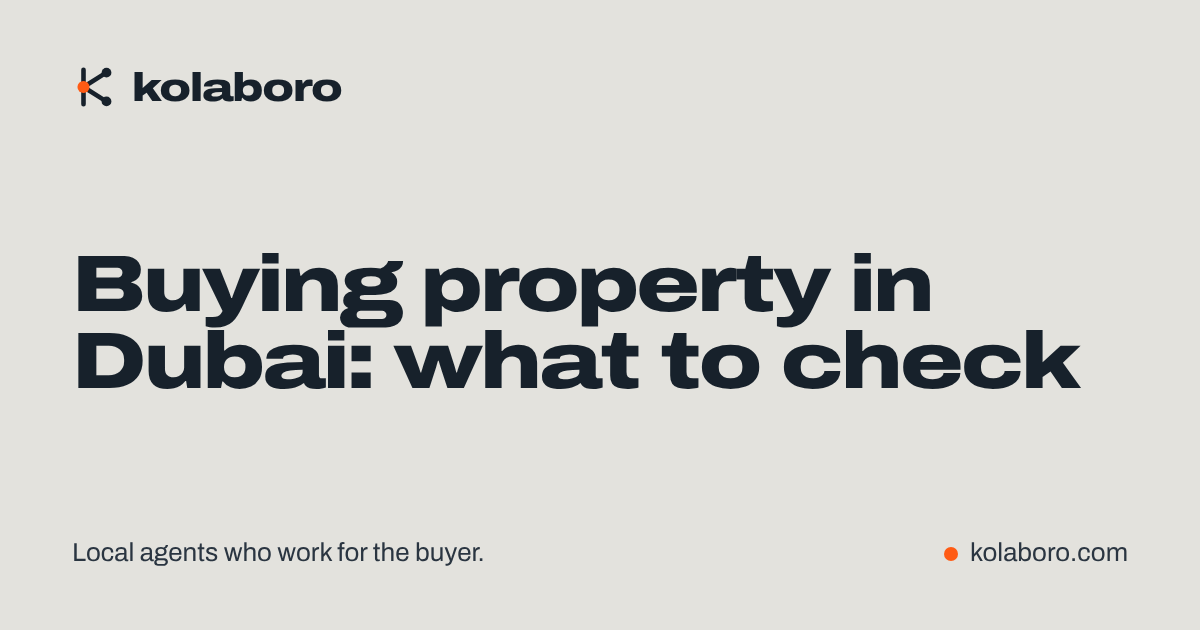 kolaboro
Buying property in
Dubai: what to check
Local agents who work for the buyer.
kolaboro.com